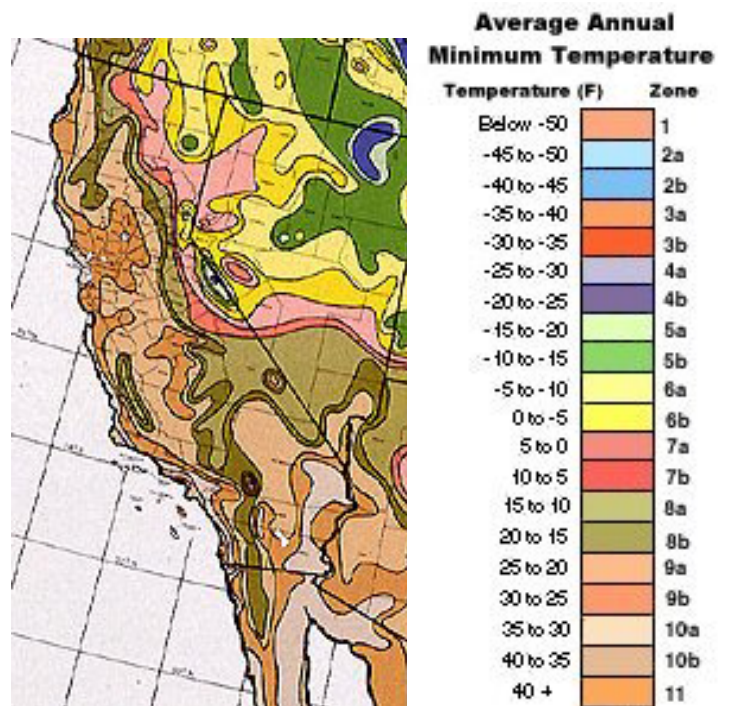 Average Annual
Minimum Temperature
Temperature (F) Zone
Below -50 1
-45 to -50 2a
-40 to -45 2b
-35 to -40 3a
-30 to -35 3b
-25 to -30 4a
-20 to -25 4b
-15 to -20 5a
-10 to -15 5b
-5 to -10 6a
0 to -5 6b
5 to 0 7a
10 to 5 7b
15 to 10 8a
20 to 15 8b
25 to 20 9a
30 to 25 9b
35 to 30 10a
40 to 35 10b
40 + 11